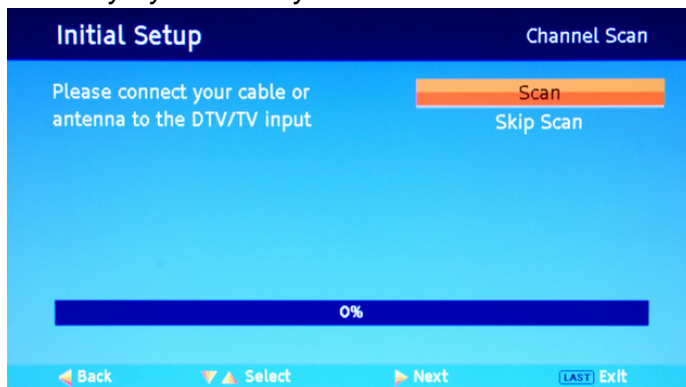 Initial Setup
Channel Scan
Please connect your cable or
antenna to the DTV/TV input
Scan
Skip Scan
0%
Back
Select
Next
LAST Exit